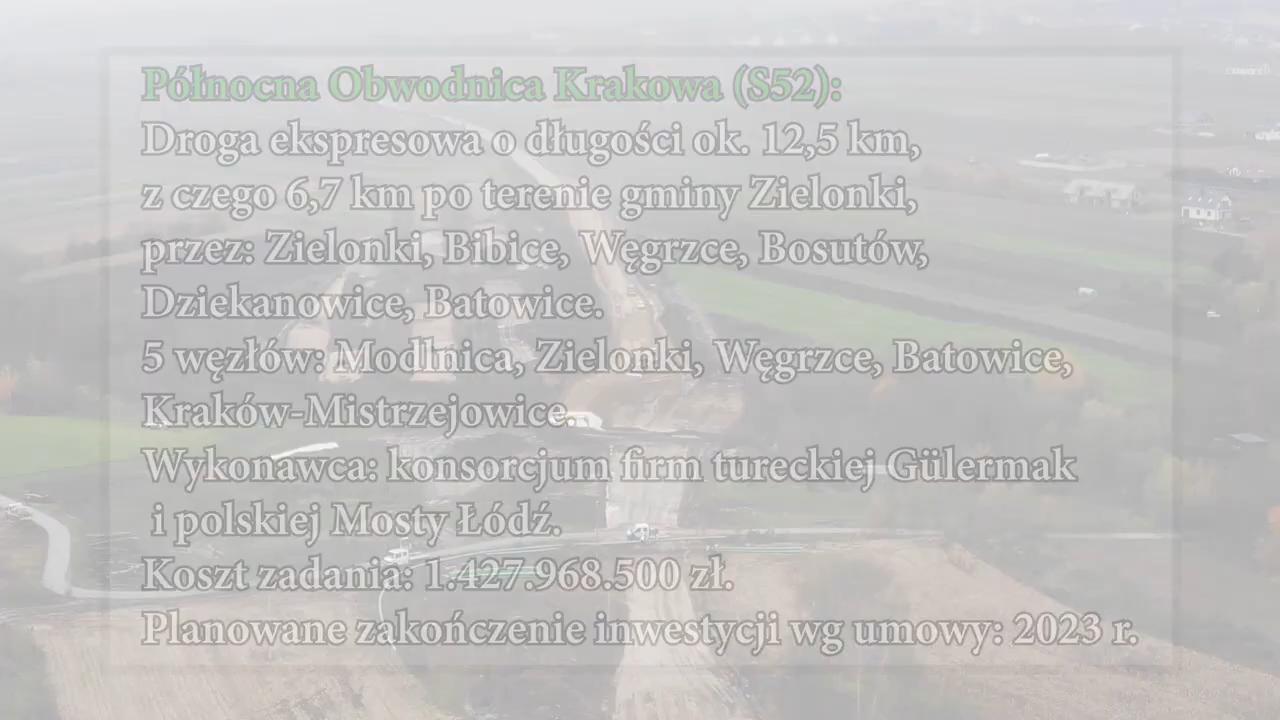 Północna Obwodnica Krakowa (S52):
Droga ekspresowa o długości ok. 12,5 km,
z czego 6,7 km po terenie gminy Zielonki,
przez: Zielonki, Bibice, Węgrzce, Bosutów,
Dziekanowice, Batowice.
5 węzłów: Modlnica, Zielonki, Węgrzce, Batowice,
Kraków-Mistrzejowice.
Wykonawca: konsorcjum firm tureckiej Gülermak
i polskiej Mosty Łódź.
Koszt zadania: 1.427.968.500 zł.
Planowane zakończenie inwestycji wg umowy: 2023 r.